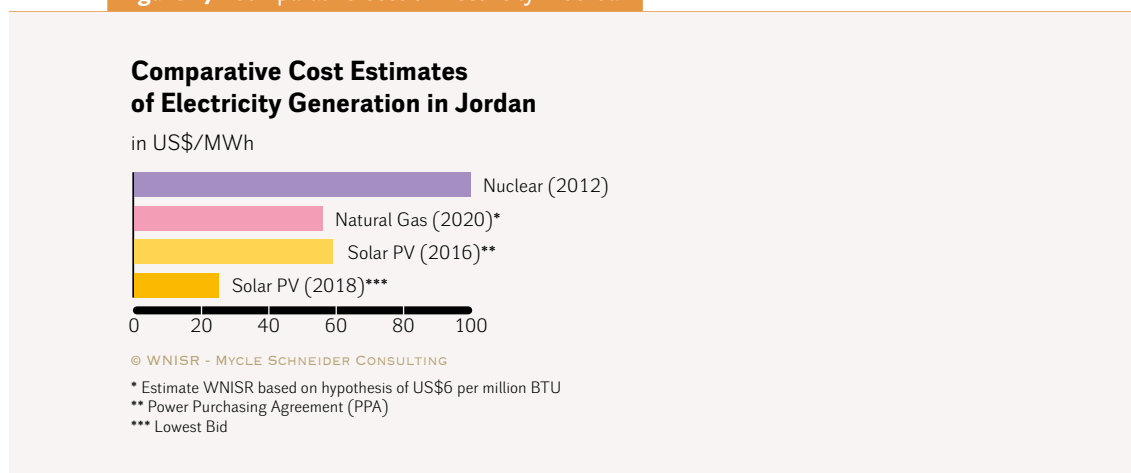 Comparative Cost Estimates
of Electricity Generation in Jordan
in US$/MWh
Nuclear (2012)
Natural Gas (2020)*
Solar PV (2016)**
Solar PV (2018)***
0 20 40 60 80 100
© WNISR - Mycle Schneider Consulting
* Estimate WNISR based on hypothesis of US$6 per million BTU
** Power Purchasing Agreement (PPA)
*** Lowest Bid